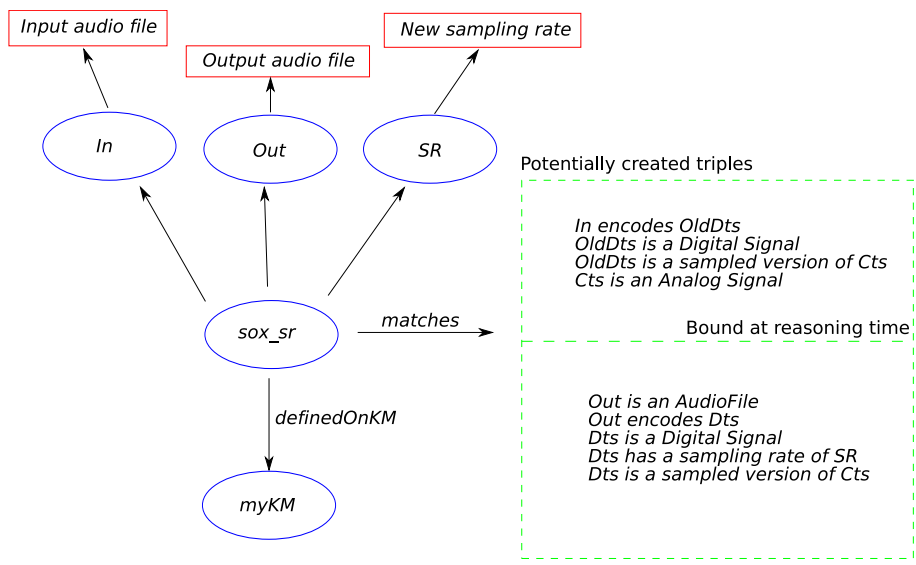 Input audio file
Output audio file
New sampling rate
In
Out
SR
Potentially created triples
In encodes OldDts
OldDts is a Digital Signal
OldDts is a sampled version of Cts
Cts is an Analog Signal
sox_sr
matches
Bound at reasoning time
Out is an AudioFile
Out encodes Dts
Dts is a Digital Signal
Dts has a sampling rate of SR
Dts is a sampled version of Cts
definedOnKM
myKM